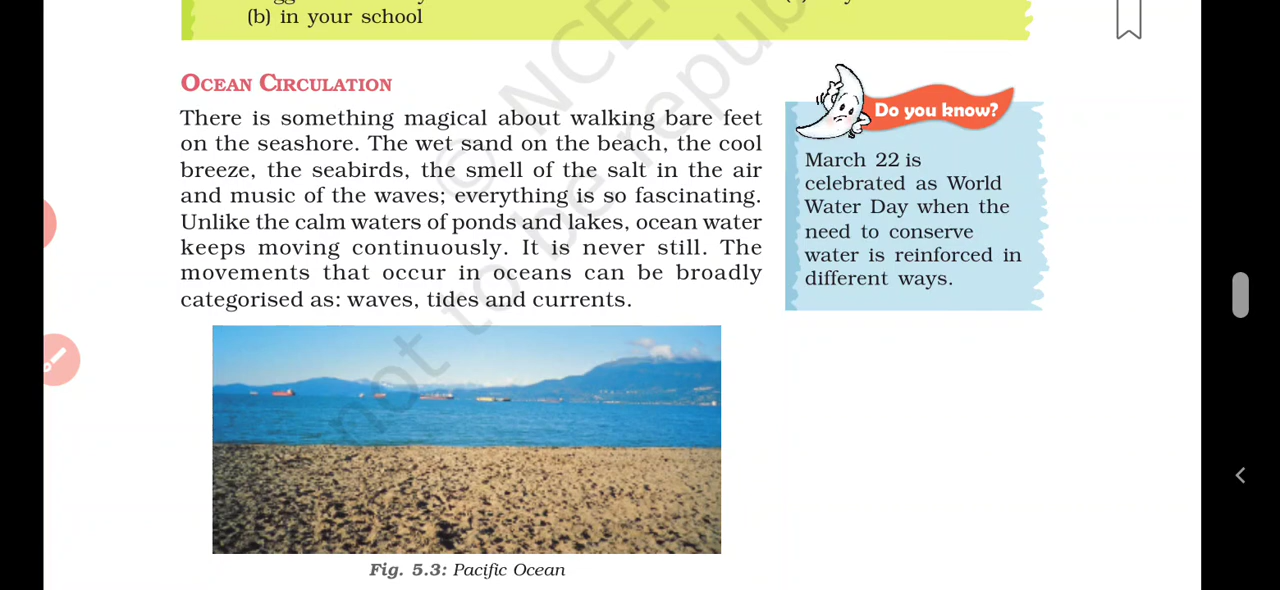 (b) in your school
OCEAN CIRCULATION
There is something magical about walking bare feet
on the seashore. The wet sand on the beach, the cool
breeze, the seabirds, the smell of the salt in the air
and music of the waves; everything is so fascinating.
Unlike the calm waters of ponds and lakes, ocean water
keeps moving continuously. It is never still. The
movements that occur in oceans can be broadly
categorised as: waves, tides and currents.
Fig. 5.3: Pacific Ocean
Do you know?
March 22 is
celebrated as World
Water Day when the
need to conserve
water is reinforced in
different ways.
not to be